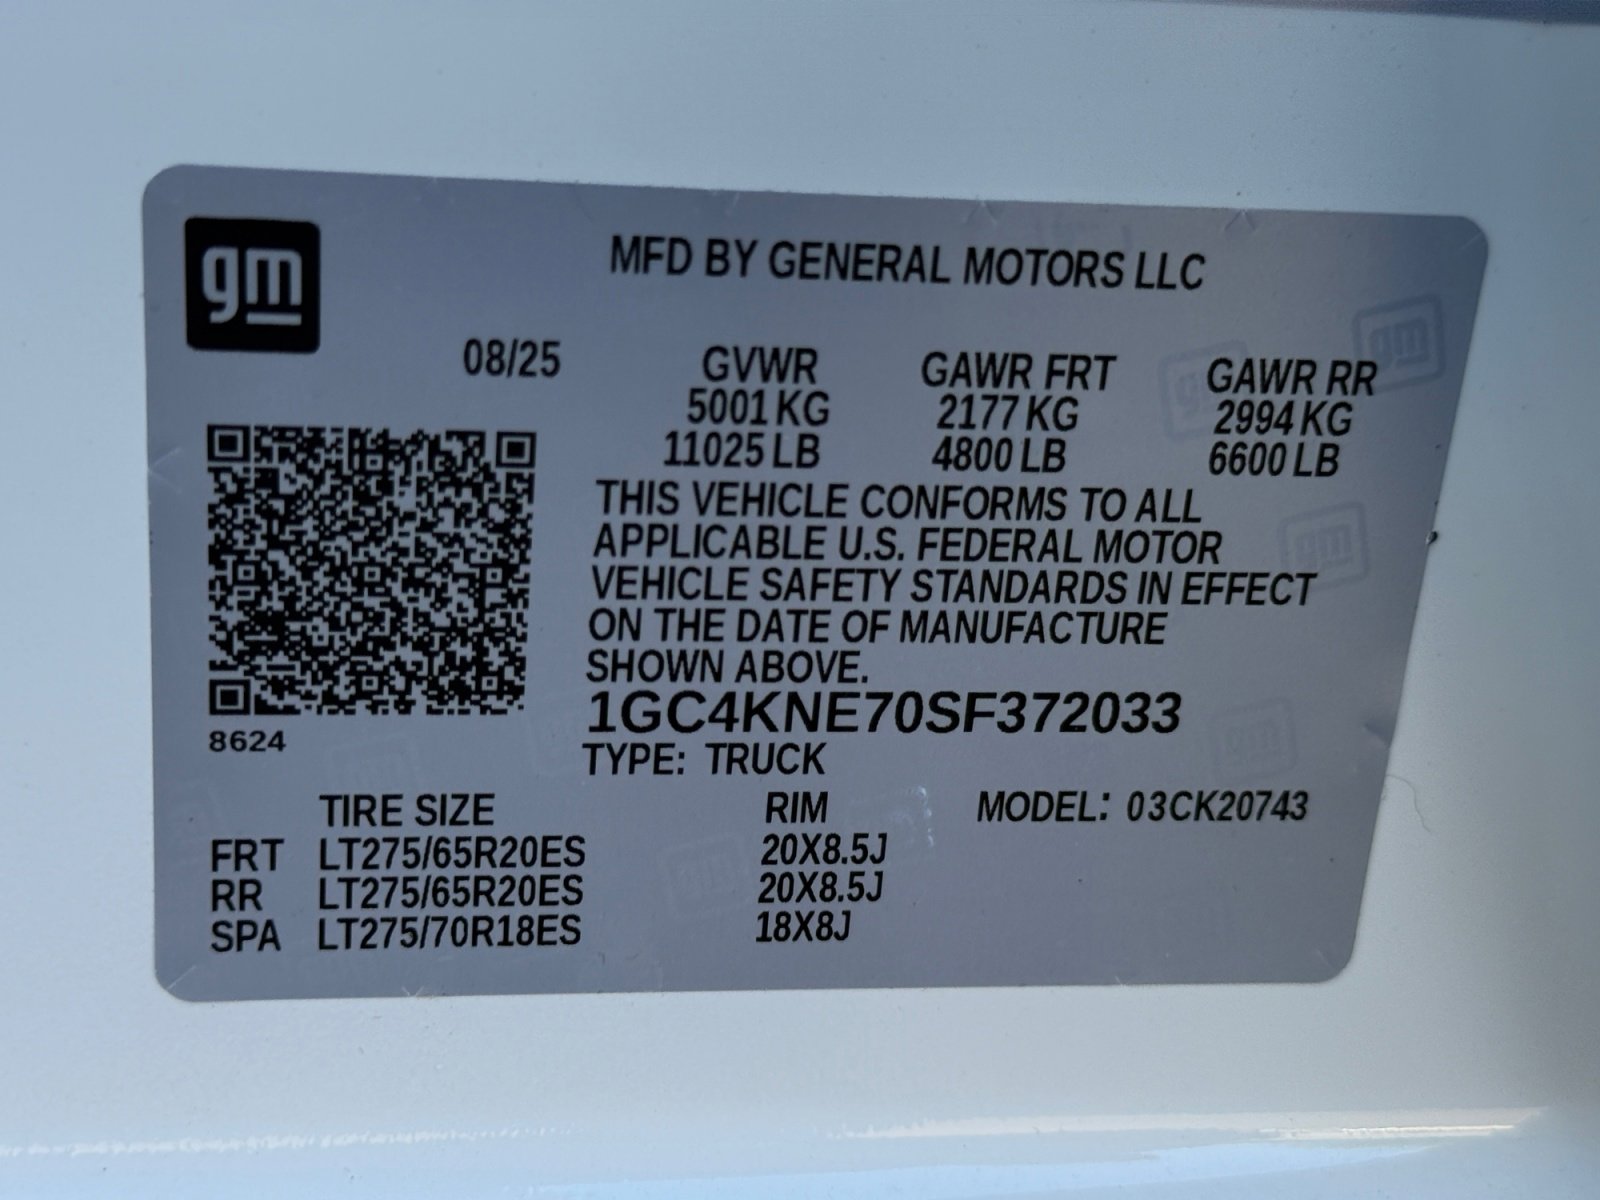 gm
MFD BY GENERAL MOTORS LLC
08/25 GVWR GAWR FRT GAWR RR
5001 KG 2177 KG 2994 KG
11025 LB 4800 LB 6600 LB
THIS VEHICLE CONFORMS TO ALL
APPLICABLE U.S. FEDERAL MOTOR
VEHICLE SAFETY STANDARDS IN EFFECT
ON THE DATE OF MANUFACTURE
SHOWN ABOVE.
1GC4KNE70SF372033
8624
TYPE: TRUCK
TIRE SIZE RIM MODEL: 03CK20743
FRT LT275/65R20ES 20X8.5J
RR LT275/65R20ES 20X8.5J
SPA LT275/70R18ES 18X8J